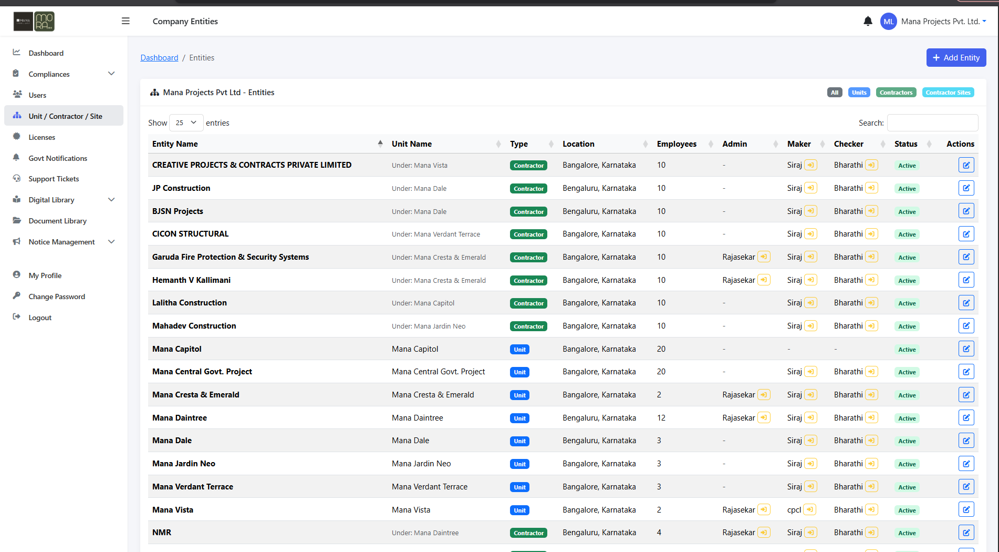 MANA
MO
RA
Company Entities
ML Mana Projects Pvt. Ltd.
Dashboard
Compliances
Users
Unit / Contractor / Site
Licenses
Govt Notifications
Support Tickets
Digital Library
Document Library
Notice Management
My Profile
Change Password
Logout
Dashboard / Entities
+ Add Entity
Mana Projects Pvt Ltd - Entities
All Units Contractors Contractor Sites
Show 25 entries
Search:
Entity Name Unit Name Type Location Employees Admin Maker Checker Status Actions
CREATIVE PROJECTS & CONTRACTS PRIVATE LIMITED Under: Mana Vista Contractor Bangalore, Karnataka 10 - Siraj Bharathi Active
JP Construction Under: Mana Dale Contractor Bengaluru, Karnataka 10 - Siraj Bharathi Active
BJSN Projects Under: Mana Dale Contractor Bengaluru, Karnataka 10 - Siraj Bharathi Active
CICON STRUCTURAL Under: Mana Verdant Terrace Contractor Bangalore, Karnataka 10 - Siraj Bharathi Active
Garuda Fire Protection & Security Systems Under: Mana Cresta & Emerald Contractor Bangalore, Karnataka 10 Rajasekar Siraj Bharathi Active
Hemanth V Kallimani Under: Mana Cresta & Emerald Contractor Bangalore, Karnataka 10 Rajasekar Siraj Bharathi Active
Lalitha Construction Under: Mana Capitol Contractor Bangalore, Karnataka 10 - Siraj Bharathi Active
Mahadev Construction Under: Mana Jardin Neo Contractor Bangalore, Karnataka 10 - Siraj Bharathi Active
Mana Capitol Mana Capitol Unit Bangalore, Karnataka 20 - - - Active
Mana Central Govt. Project Mana Central Govt. Project Unit Bangalore, Karnataka 20 - Siraj Bharathi Active
Mana Cresta & Emerald Mana Cresta & Emerald Unit Bangalore, Karnataka 2 Rajasekar Siraj Bharathi Active
Mana Daintree Mana Daintree Unit Bengaluru, Karnataka 12 Rajasekar Siraj Bharathi Active
Mana Dale Mana Dale Unit Bengaluru, Karnataka 3 - Siraj Bharathi Active
Mana Jardin Neo Mana Jardin Neo Unit Bangalore, Karnataka 3 - Siraj Bharathi Active
Mana Verdant Terrace Mana Verdant Terrace Unit Bangalore, Karnataka 3 - Siraj Bharathi Active
Mana Vista Mana Vista Unit Bangalore, Karnataka 2 Rajasekar cpcl Bharathi Active
NMR Under: Mana Daintree Contractor Bengaluru, Karnataka 4 Rajasekar Siraj Bharathi Active